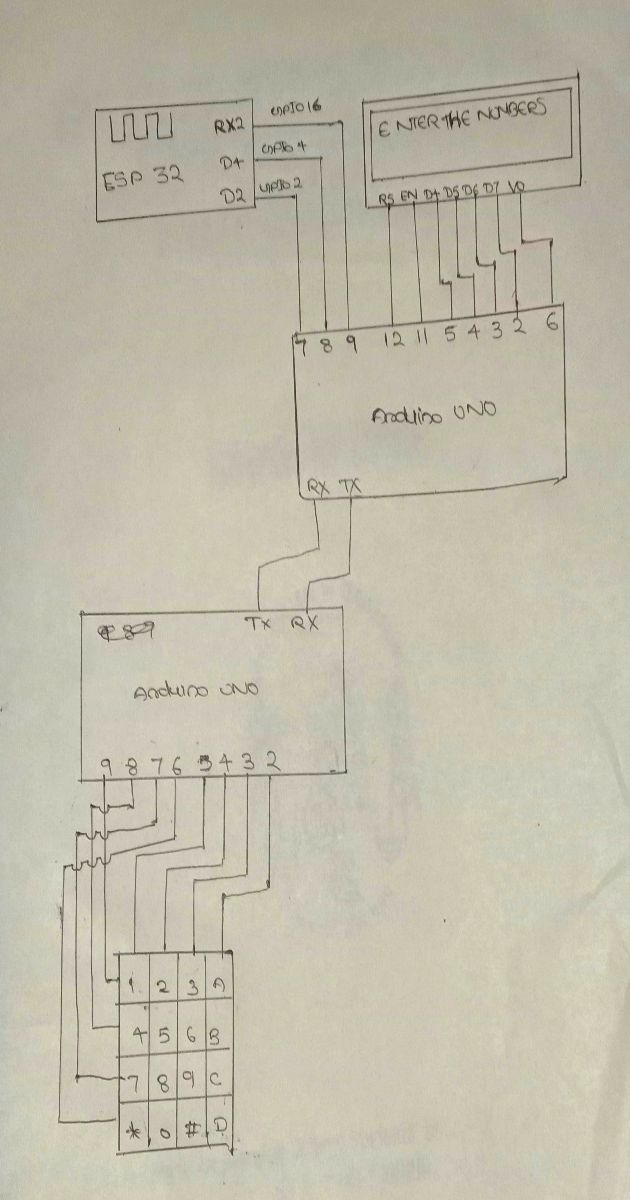 GPIO16
RX2
ENTER THE NUMBERS
GPIO4
D4
ESP 32
GPIO2
D2
RS EN D4 D5 D6 D7 V0
7 8 9 12 11 5 4 3 2 6
Arduino UNO
RX TX
TX RX
Arduino UNO
9 8 7 6 5 4 3 2
1 2 3 A
4 5 6 B
7 8 9 C
* 0 # D